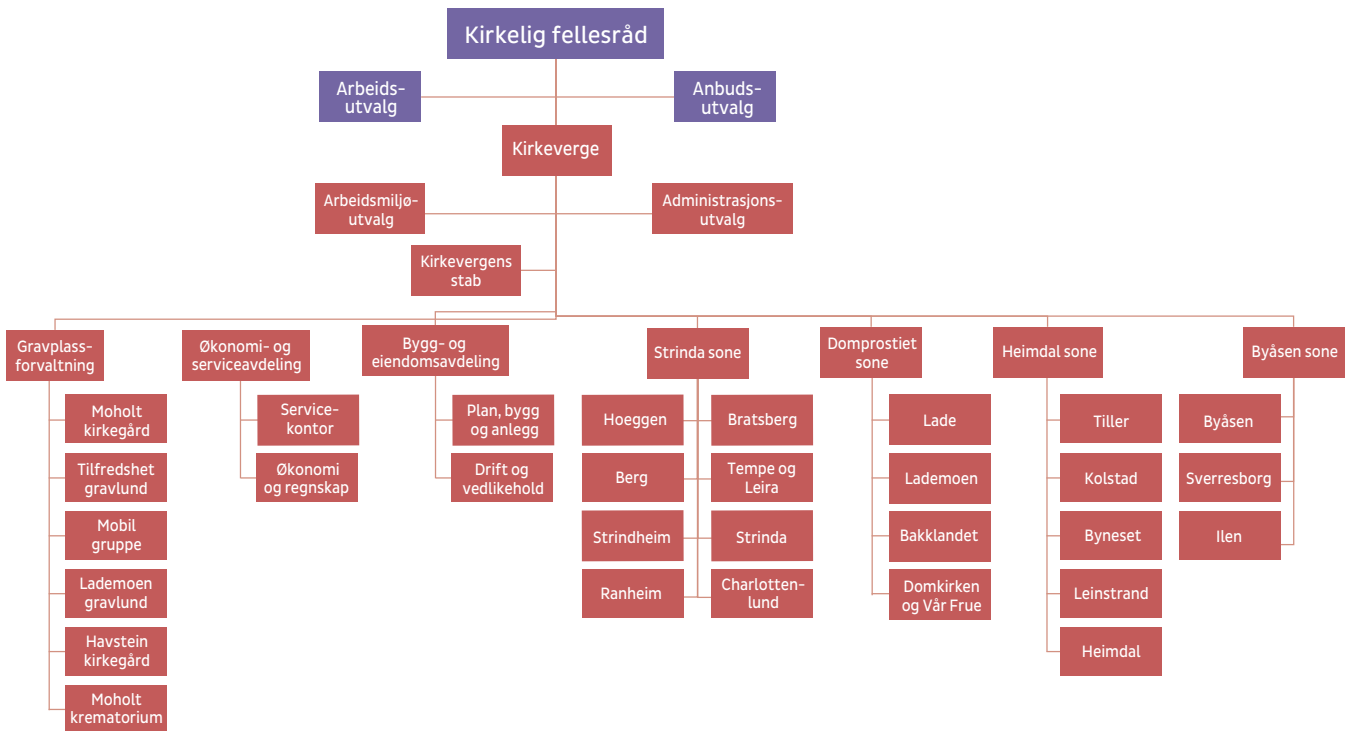 Kirkelig fellesråd
Arbeids-
utvalg
Anbuds-
utvalg
Kirkeverge
Arbeidsmiljø-
utvalg
Administrasjons-
utvalg
Kirkevergens
stab
Gravplass-
forvaltning
Økonomi- og
serviceavdeling
Bygg- og
eiendomsavdeling
Strinda sone
Domprostiet
sone
Heimdal sone
Byåsen sone
Moholt
kirkegård
Tilfredshet
gravlund
Mobil
gruppe
Lademoen
gravlund
Havstein
kirkegård
Moholt
krematorium
Service-
kontor
Økonomi
og regnskap
Plan, bygg
og anlegg
Drift og
vedlikehold
Hoeggen
Berg
Strindheim
Ranheim
Bratsberg
Tempe og
Leira
Strinda
Charlotten-
lund
Lade
Lademoen
Bakklandet
Domkirken
og Vår Frue
Tiller
Kolstad
Byneset
Leinstrand
Heimdal
Byåsen
Sverresborg
Ilen